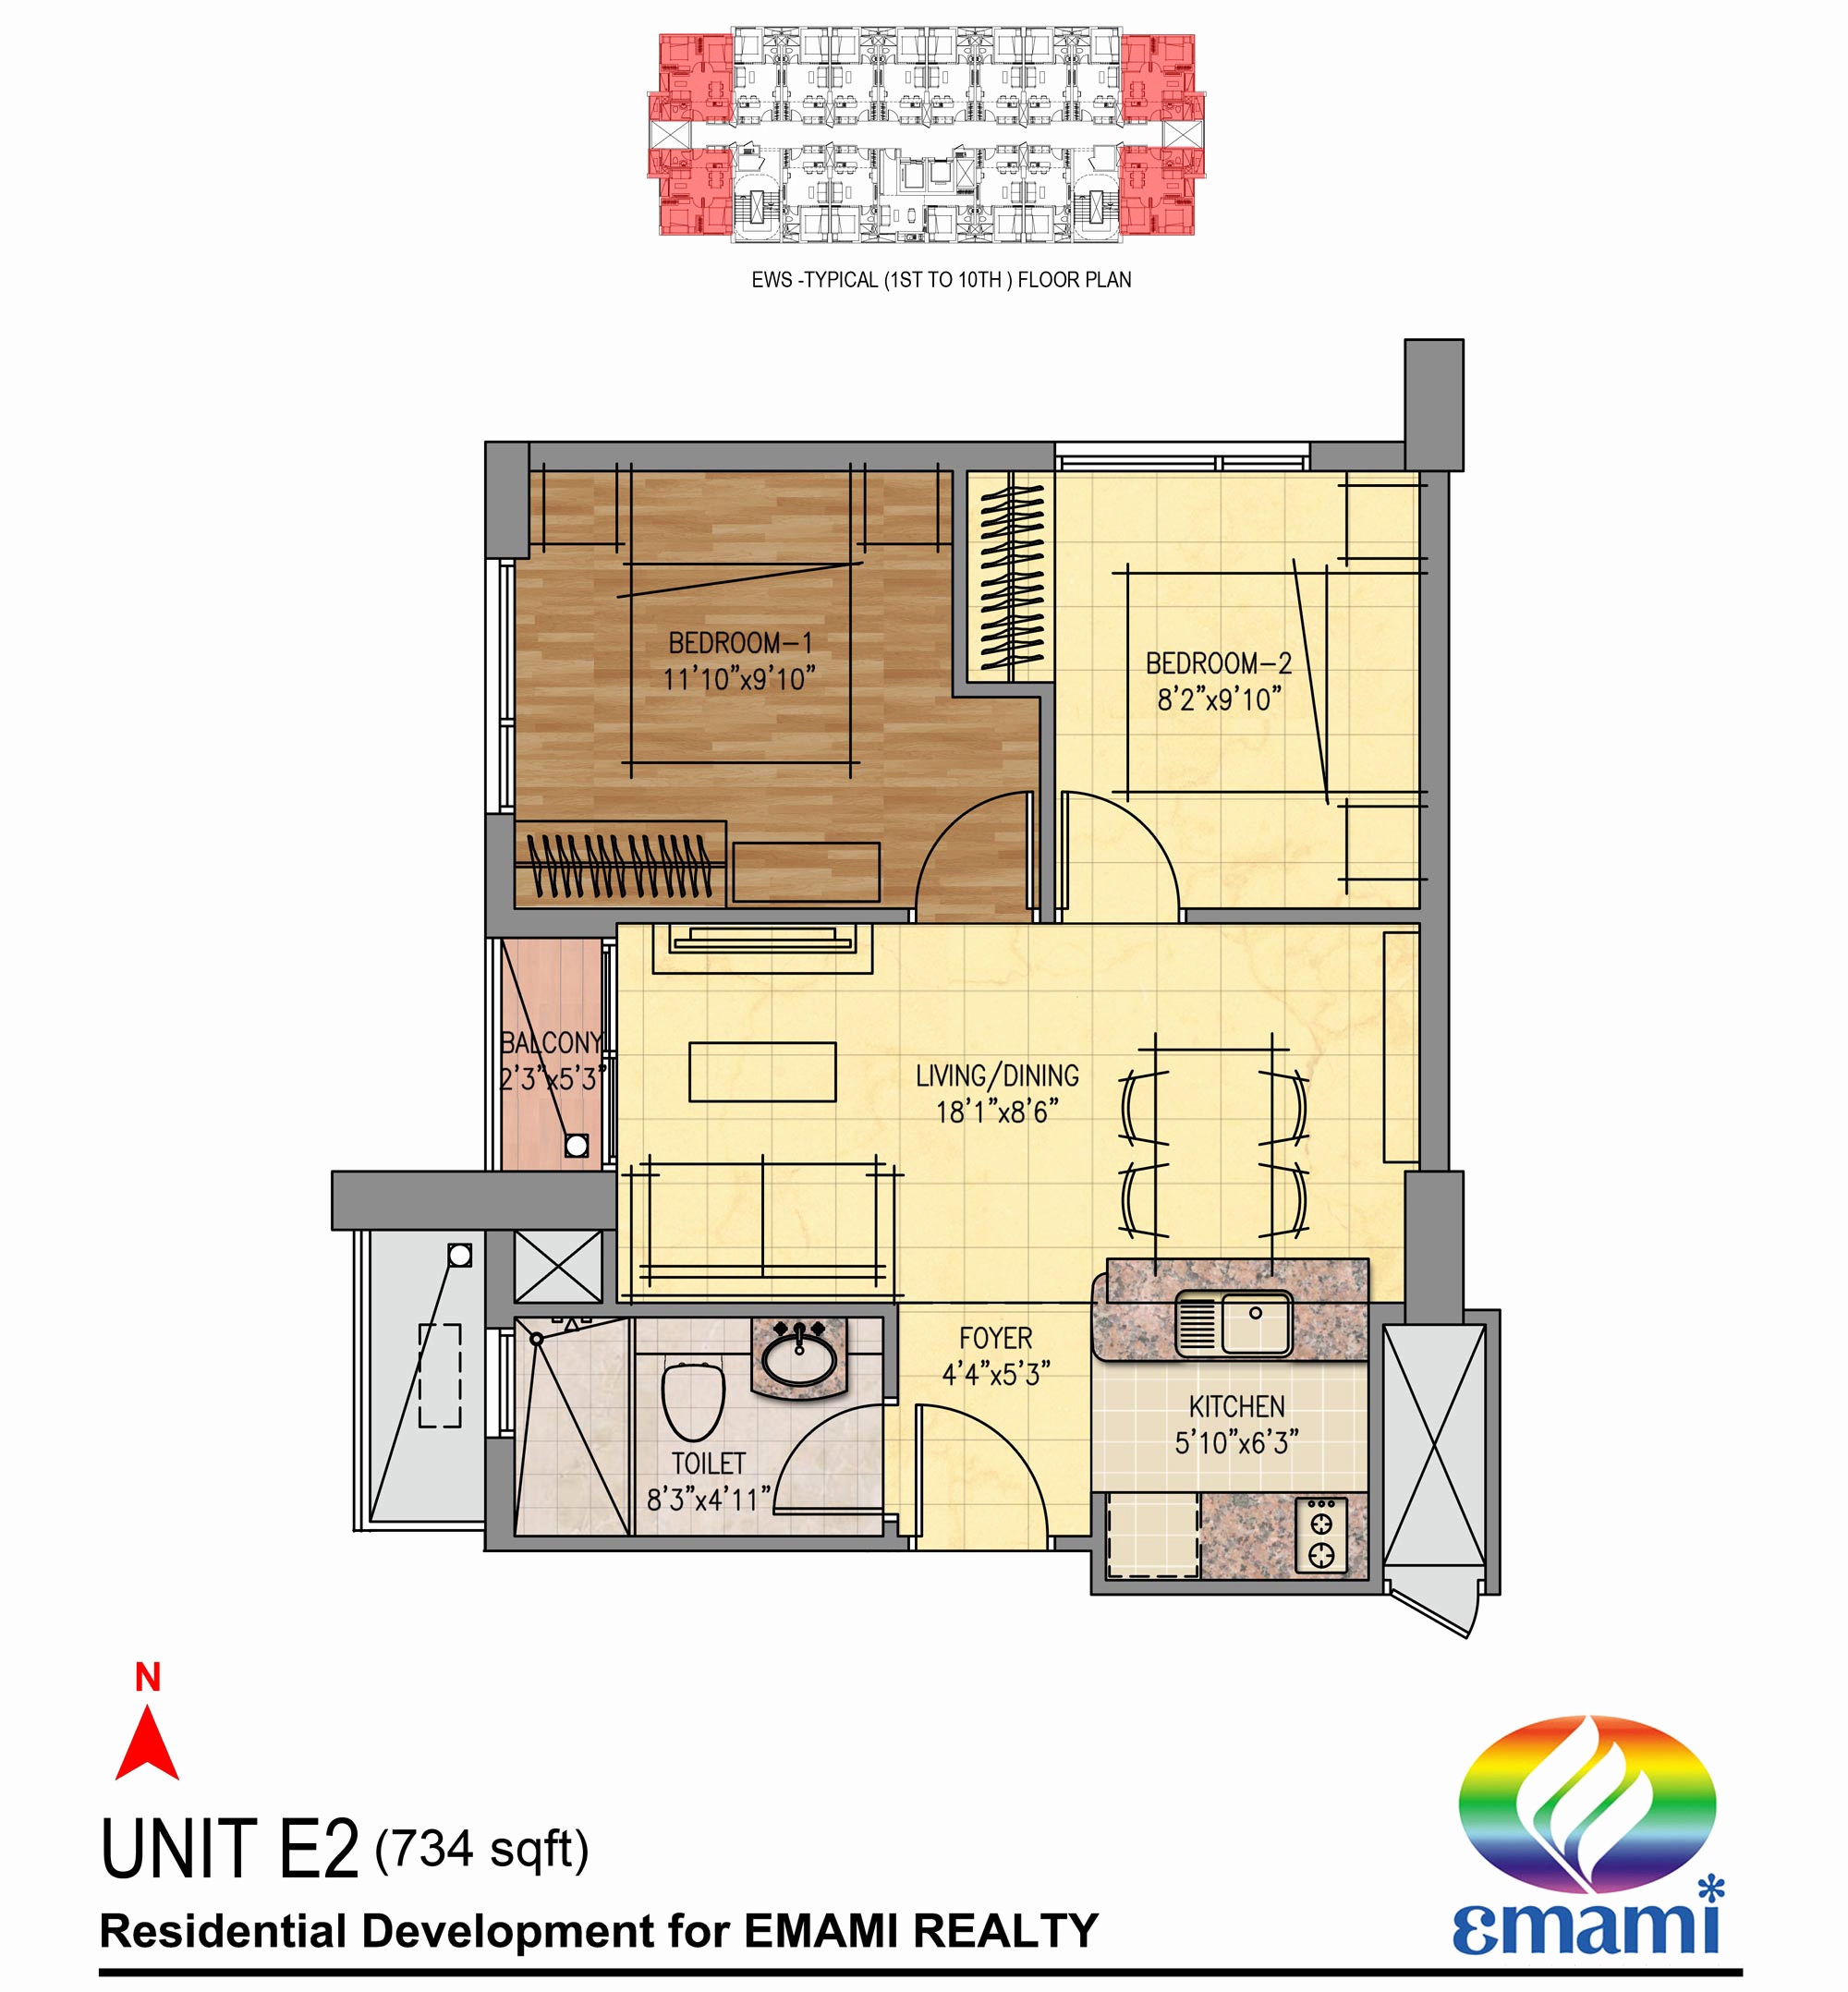 EWS -TYPICAL (1ST TO 10TH ) FLOOR PLAN
BEDROOM-1
11'10"x9'10"
BEDROOM-2
8'2"x9'10"
BALCONY
2'3"x5'3"
LIVING/DINING
18'1"x8'6"
FOYER
4'4"x5'3"
KITCHEN
5'10"x6'3"
TOILET
8'3"x4'11"
N
UNIT E2 (734 sqft)
Residential Development for EMAMI REALTY
emami